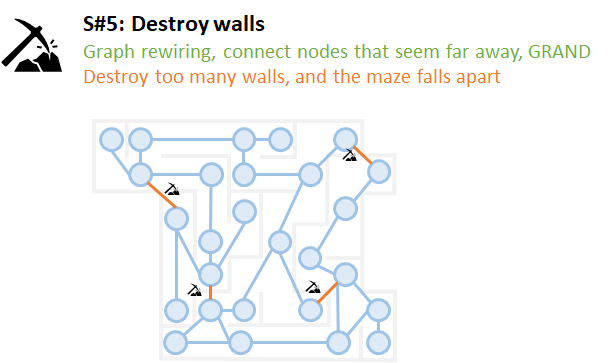 S#5: Destroy walls
Graph rewiring, connect nodes that seem far away, GRAND
Destroy too many walls, and the maze falls apart